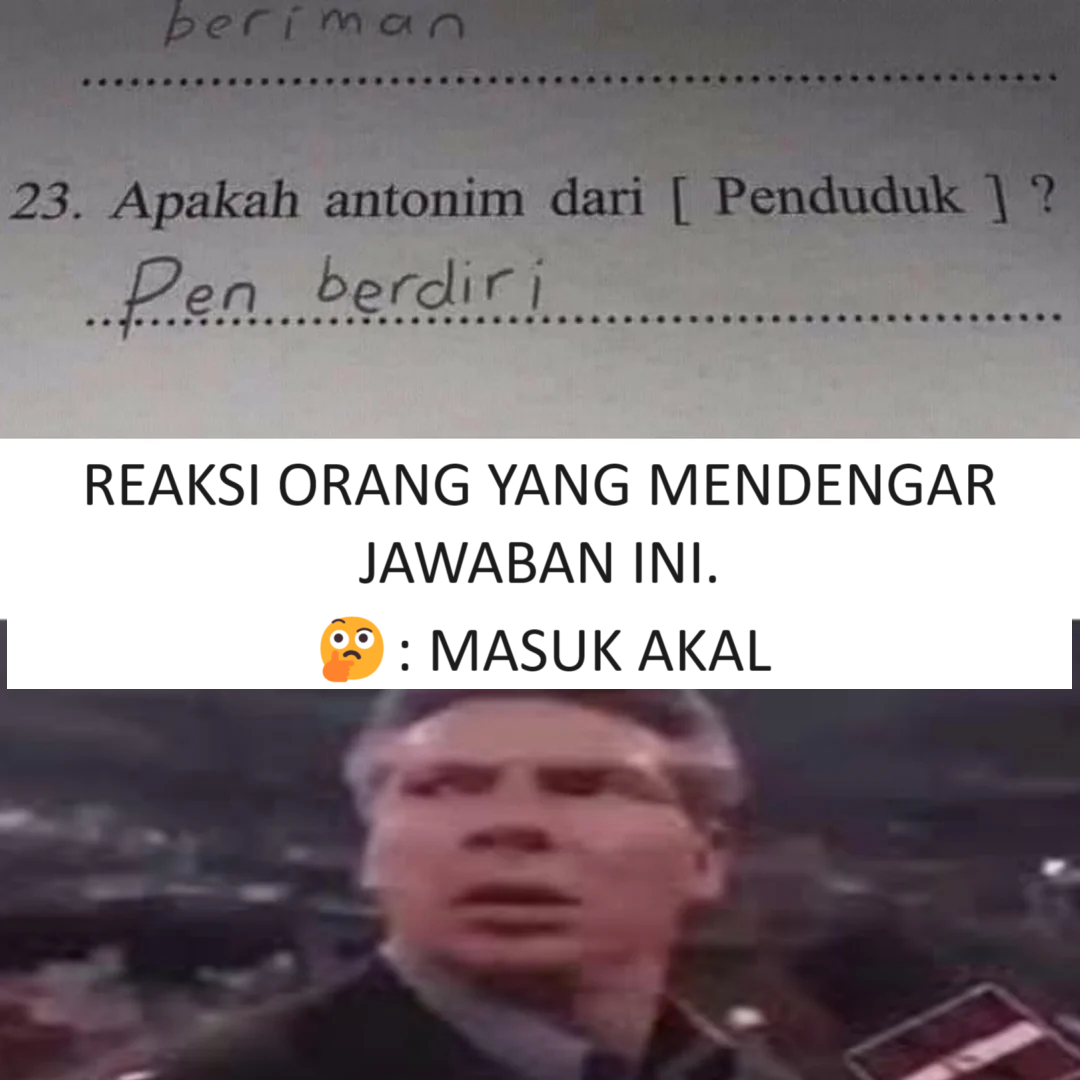 beriman
........................................................................
23. Apakah antonim dari [ Penduduk ] ?
Pen berdiri
........................................................................
REAKSI ORANG YANG MENDENGAR
JAWABAN INI.
🤔 : MASUK AKAL